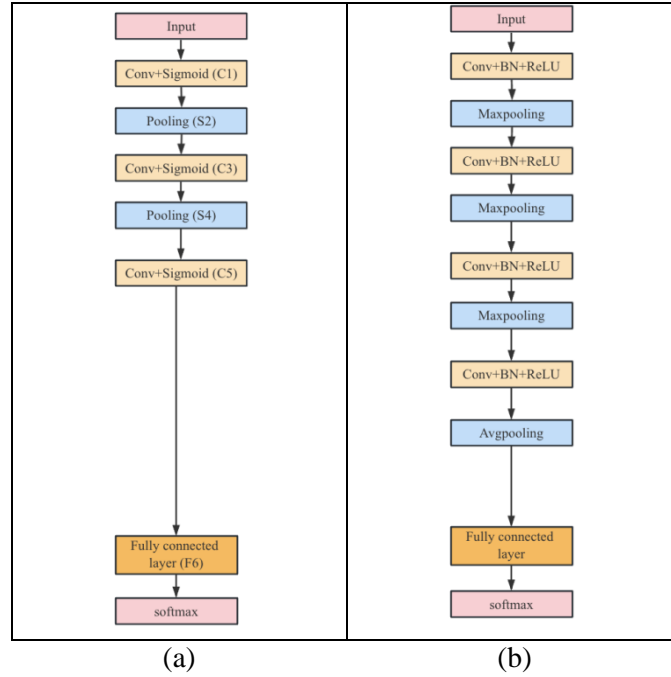 Input
Conv+Sigmoid (C1)
Pooling (S2)
Conv+Sigmoid (C3)
Pooling (S4)
Conv+Sigmoid (C5)
Fully connected
layer (F6)
softmax
(a)
Input
Conv+BN+ReLU
Maxpooling
Conv+BN+ReLU
Maxpooling
Conv+BN+ReLU
Maxpooling
Conv+BN+ReLU
Avgpooling
Fully connected
layer
softmax
(b)